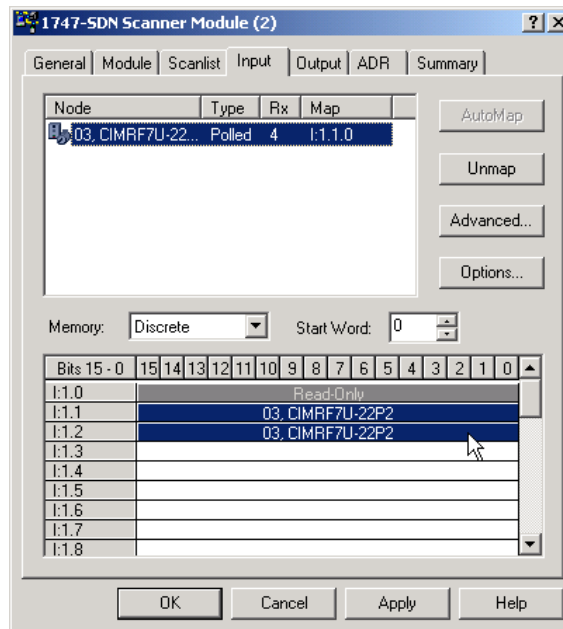 1747-SDN Scanner Module (2)
General Module Scanlist Input Output ADR Summary
Node Type Rx Map
03, CIMRF7U-22... Polled 4 I:1.1.0
AutoMap
Unmap
Advanced...
Options...
Memory: Discrete Start Word: 0
Bits 15 - 0 15 14 13 12 11 10 9 8 7 6 5 4 3 2 1 0
I:1.0 Read-Only
I:1.1 03, CIMRF7U-22P2
I:1.2 03, CIMRF7U-22P2
I:1.3
I:1.4
I:1.5
I:1.6
I:1.7
I:1.8
OK Cancel Apply Help